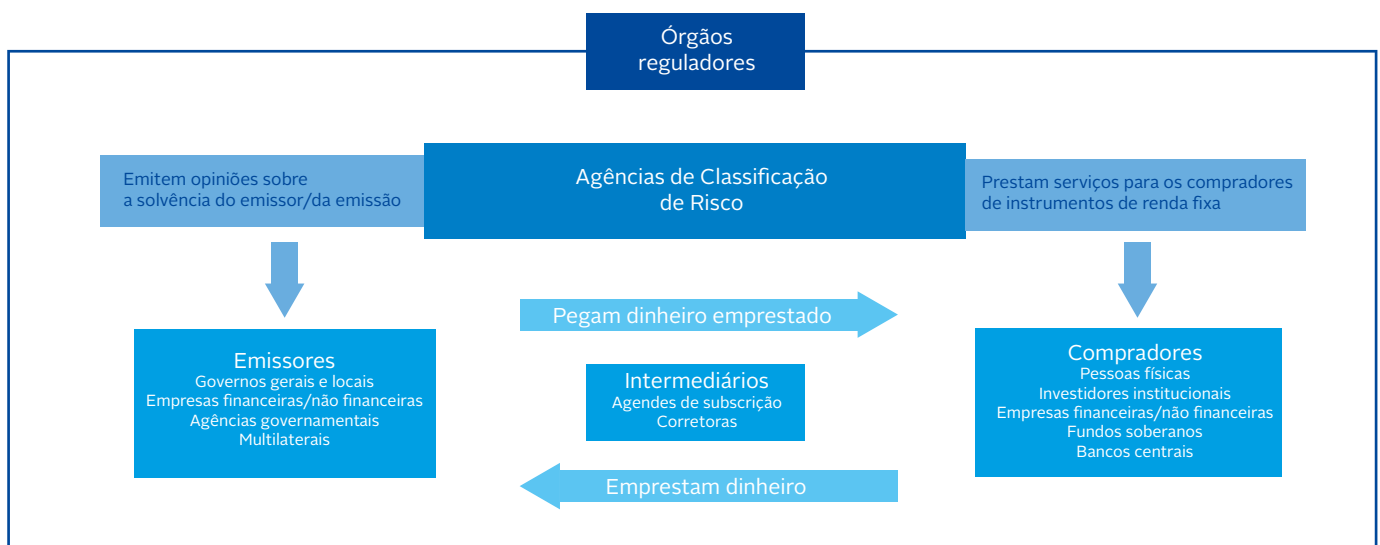 Órgãos
reguladores
Emitem opiniões sobre
a solvência do emissor/da emissão
Agências de Classificação
de Risco
Prestam serviços para os compradores
de instrumentos de renda fixa
Pegam dinheiro emprestado
Emissores
Governos gerais e locais
Empresas financeiras/não financeiras
Agências governamentais
Multilaterais
Intermediários
Agendes de subscrição
Corretoras
Compradores
Pessoas físicas
Investidores institucionais
Empresas financeiras/não financeiras
Fundos soberanos
Bancos centrais
Emprestam dinheiro